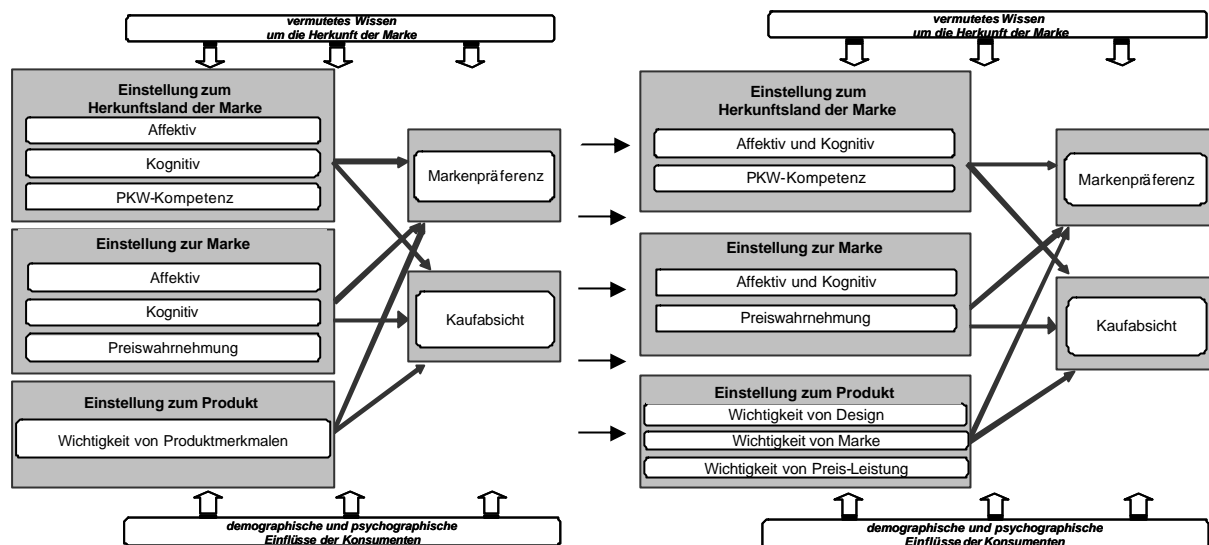 vermutetes Wissen
um die Herkunft der Marke
Einstellung zum
Herkunftsland der Marke
Affektiv
Kognitiv
PKW-Kompetenz
Einstellung zur Marke
Affektiv
Kognitiv
Preiswahrnehmung
Einstellung zum Produkt
Wichtigkeit von Produktmerkmalen
Markenpräferenz
Kaufabsicht
demographische und psychographische
Einflüsse der Konsumenten
vermutetes Wissen
um die Herkunft der Marke
Einstellung zum
Herkunftsland der Marke
Affektiv und Kognitiv
PKW-Kompetenz
Einstellung zur Marke
Affektiv und Kognitiv
Preiswahrnehmung
Einstellung zum Produkt
Wichtigkeit von Design
Wichtigkeit von Marke
Wichtigkeit von Preis-Leistung
Markenpräferenz
Kaufabsicht
demographische und psychographische
Einflüsse der Konsumenten